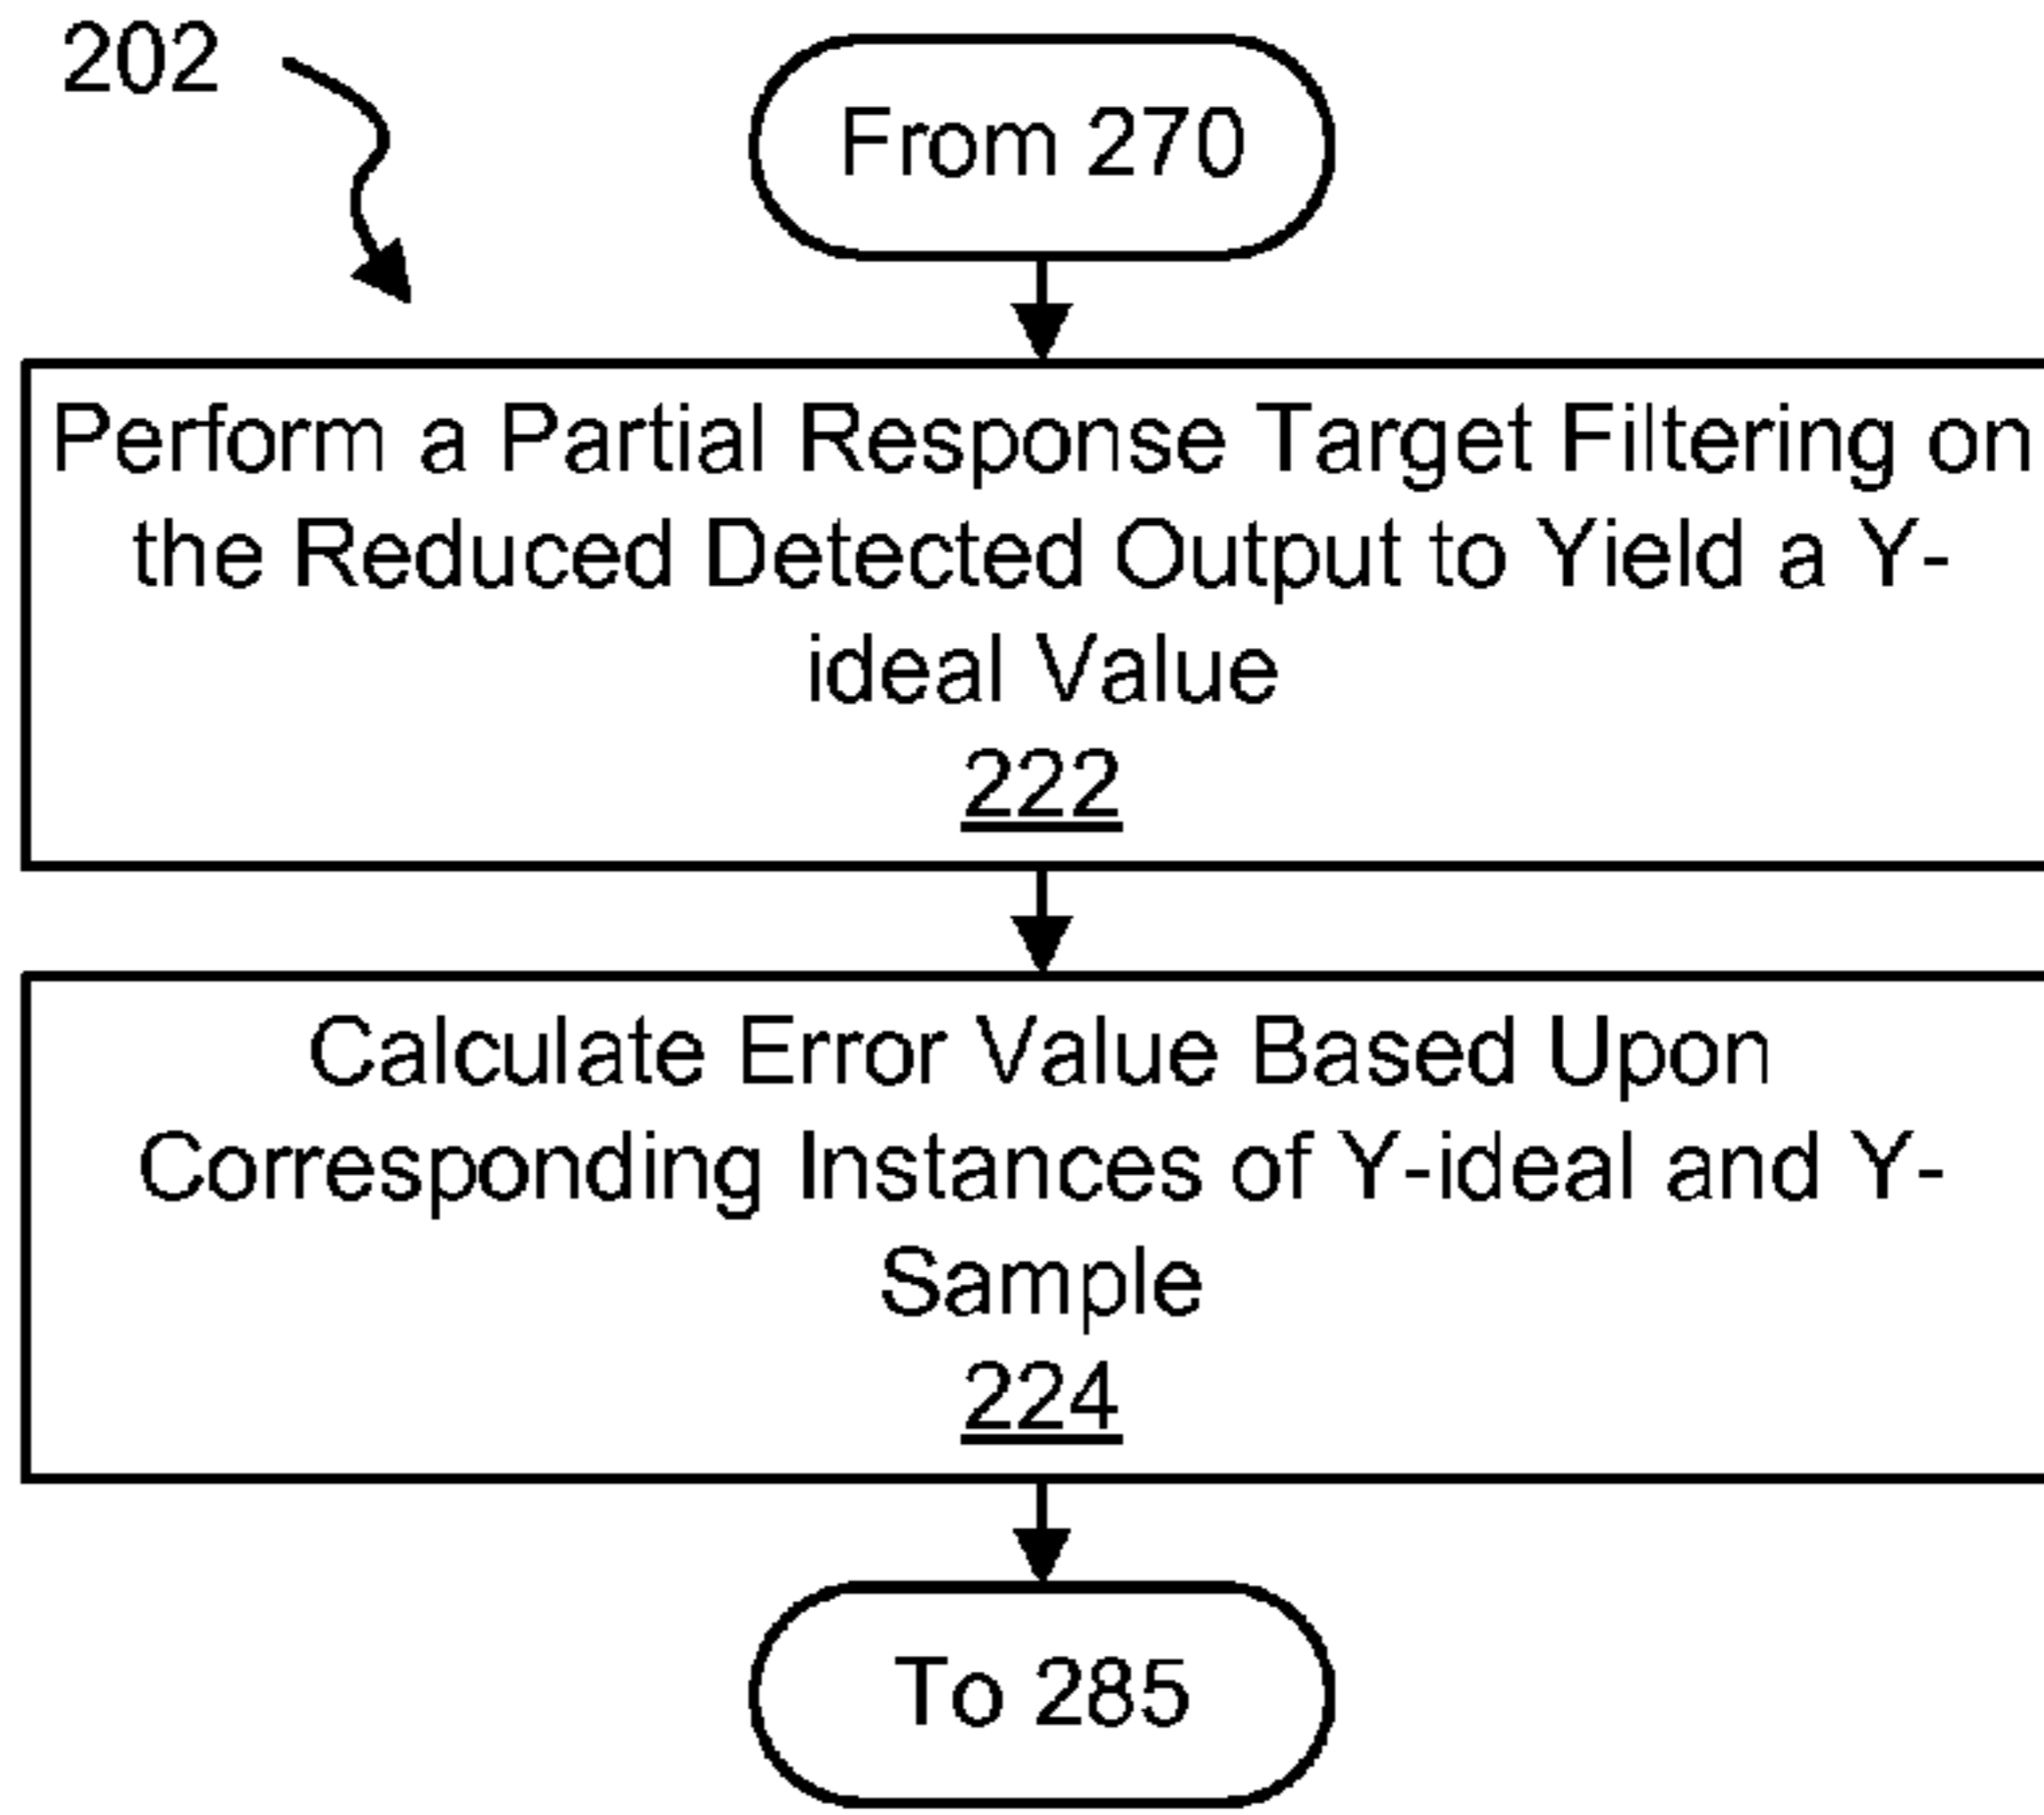 202
From 270
Perform a Partial Response Target Filtering on
the Reduced Detected Output to Yield a Y-
ideal Value
222
Calculate Error Value Based Upon
Corresponding Instances of Y-ideal and Y-
Sample
224
To 285